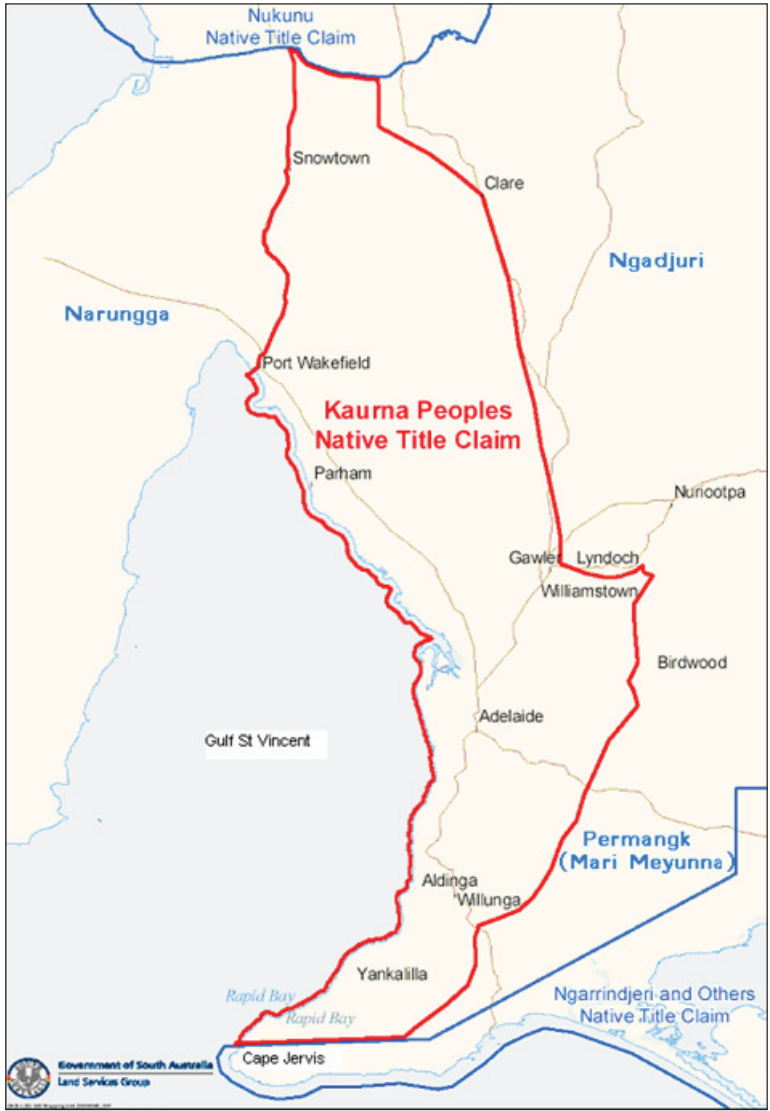 Nukunu
Native Title Claim
Snowtown
Clare
Ngadjuri
Narungga
Port Wakefield
Kaurna Peoples
Native Title Claim
Parham
Nuriootpa
Gawler
Lyndoch
Williamstown
Birdwood
Adelaide
Gulf St Vincent
Permangk
(Mari Meyunna)
Aldinga
Willunga
Yankalilla
Rapid Bay
Rapid Bay
Ngarrindjeri and Others
Native Title Claim
Cape Jervis
Government of South Australia
Land Services Group